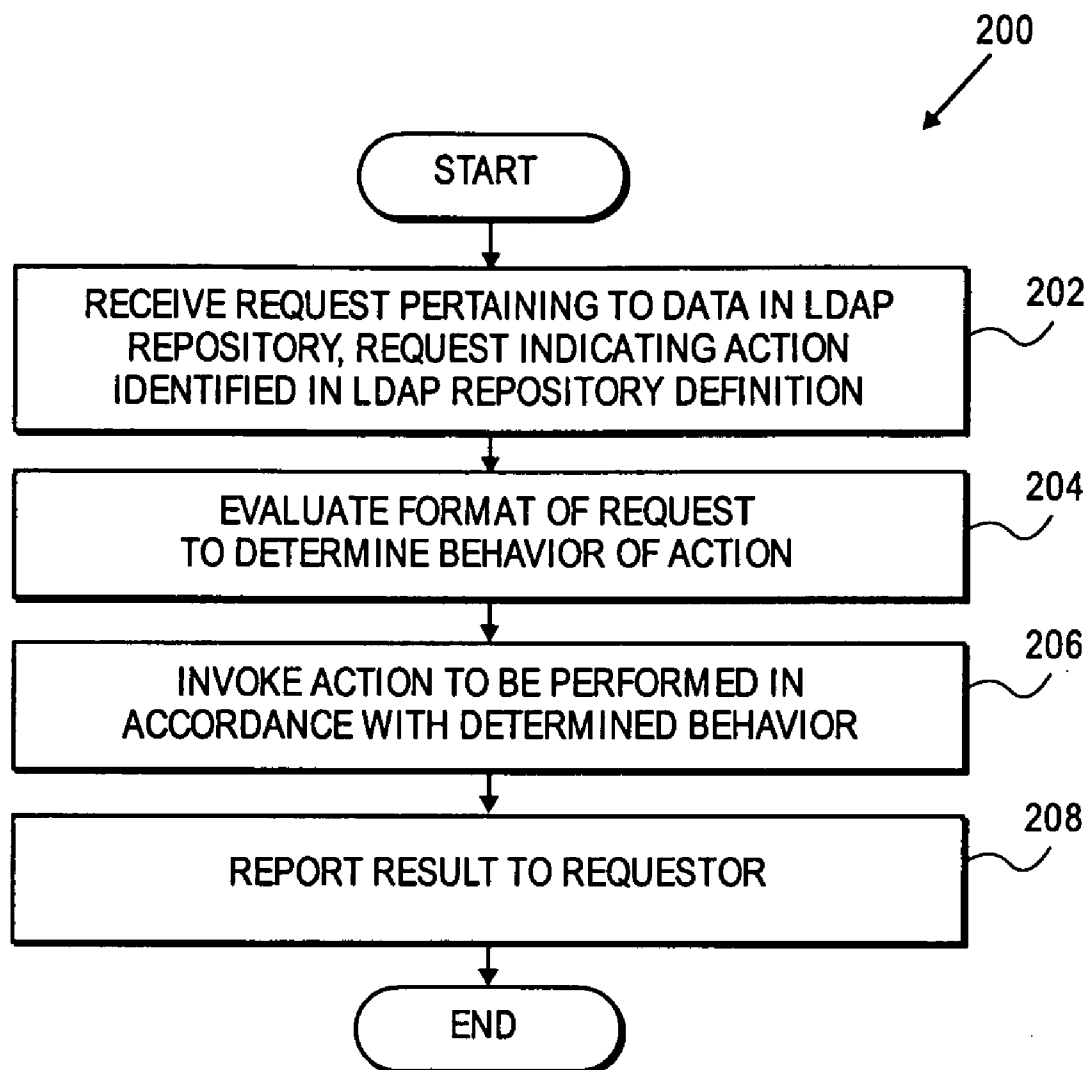 200
START
RECEIVE REQUEST PERTAINING TO DATA IN LDAP
REPOSITORY, REQUEST INDICATING ACTION
IDENTIFIED IN LDAP REPOSITORY DEFINITION
202
EVALUATE FORMAT OF REQUEST
TO DETERMINE BEHAVIOR OF ACTION
204
INVOKE ACTION TO BE PERFORMED IN
ACCORDANCE WITH DETERMINED BEHAVIOR
206
REPORT RESULT TO REQUESTOR
208
END